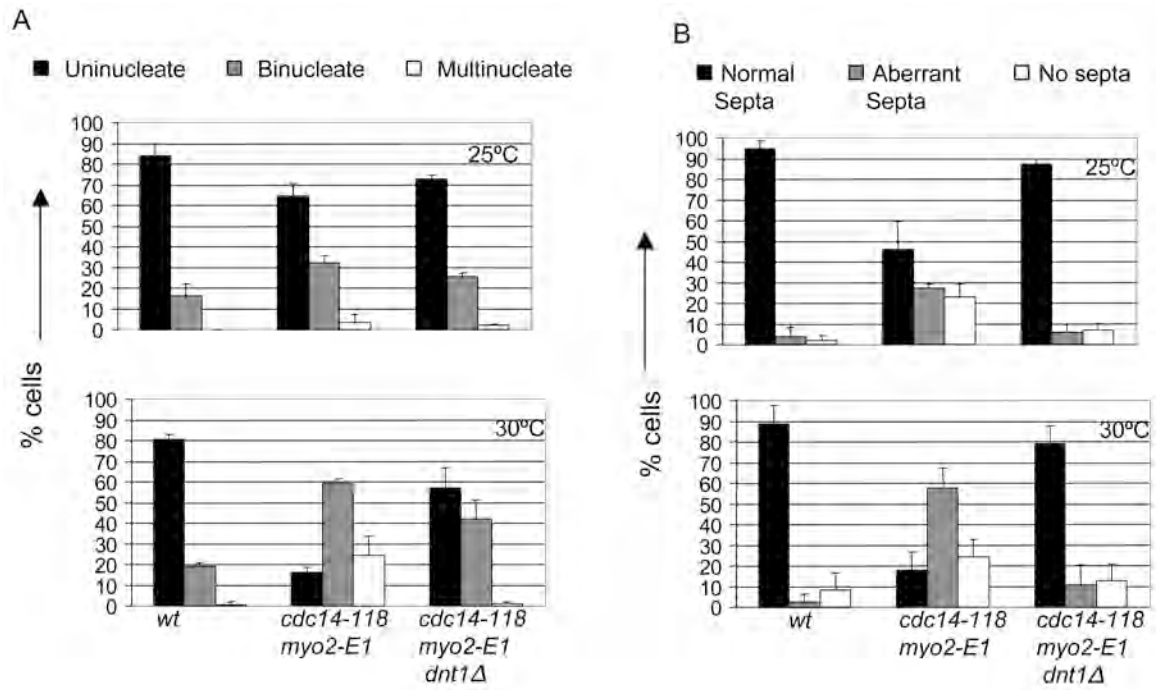 A
Uninucleate Binucleate Multinucleate
100
90
80
70
60
50
40
30
20
10
0
25ºC
% cells
100
90
80
70
60
50
40
30
20
10
0
30ºC
wt
cdc14-118
myo2-E1
cdc14-118
myo2-E1
dnt1Δ
B
Normal
Septa
Aberrant
Septa
No septa
100
90
80
70
60
50
40
30
20
10
0
25ºC
% cells
100
90
80
70
60
50
40
30
20
10
0
30ºC
wt
cdc14-118
myo2-E1
cdc14-118
myo2-E1
dnt1Δ